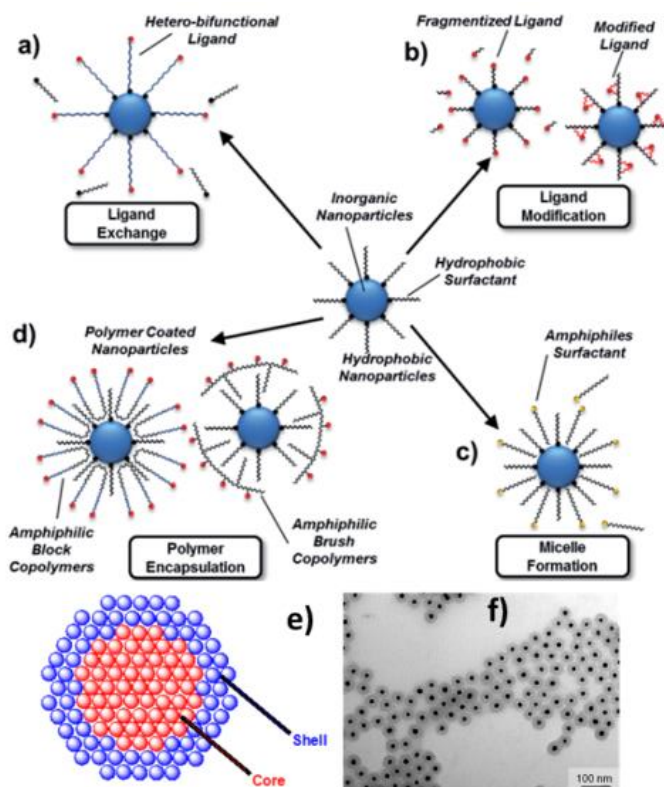 a)
Hetero-bifunctional
Ligand
Ligand
Exchange
b)
Fragmentized Ligand
Modified
Ligand
Ligand
Modification
Inorganic
Nanoparticles
Hydrophobic
Surfactant
Hydrophobic
Nanoparticles
d)
Polymer Coated
Nanoparticles
Amphiphilic
Block
Copolymers
Polymer
Encapsulation
Amphiphilic
Brush
Copolymers
Amphiphiles
Surfactant
c)
Micelle
Formation
e)
Shell
Core
f)
100 nm